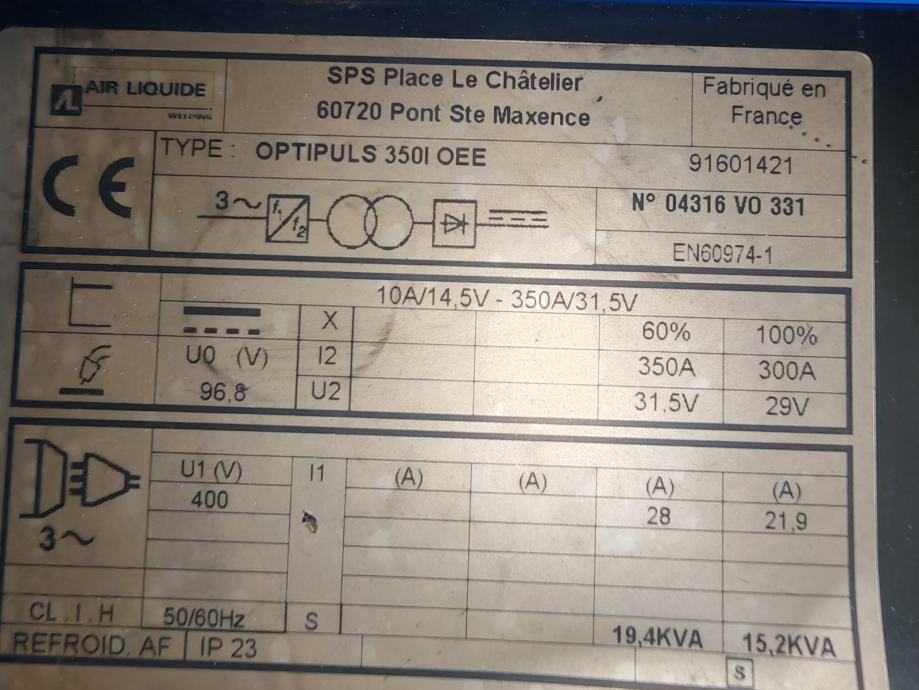 AIR LIQUIDE
WELDING
SPS Place Le Châtelier
60720 Pont Ste Maxence
Fabriqué en
France
CE
TYPE : OPTIPULS 350I OEE
91601421
3~ f1/f2
N° 04316 VO 331
EN60974-1
10A/14,5V - 350A/31,5V
X 60% 100%
U0 (V) I2 350A 300A
96,8 U2 31,5V 29V
U1 (V) I1 (A) (A) (A) (A)
400 28 21,9
3~
CL . I . H 50/60Hz S 19,4KVA 15,2KVA
REFROID. AF IP 23
S